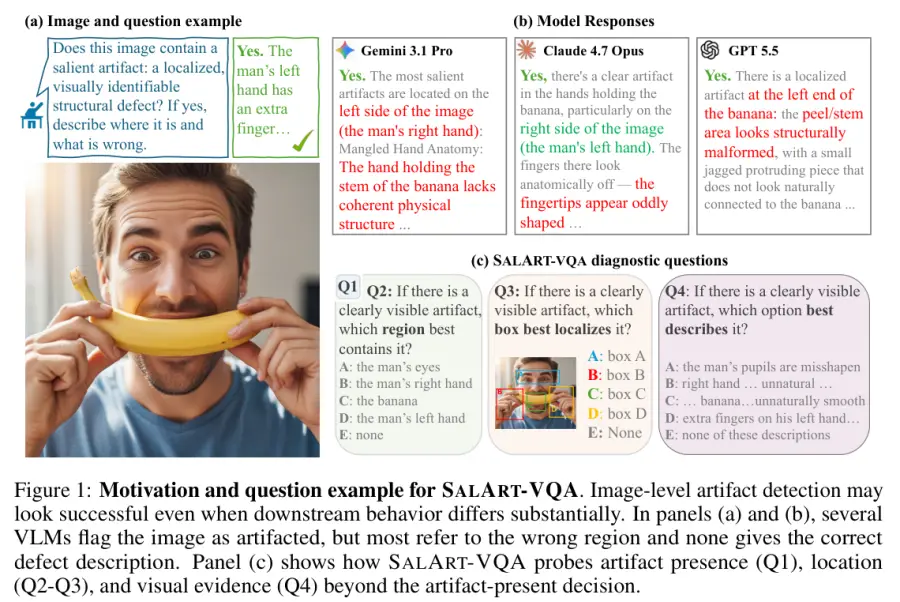 (a) Image and question example
Does this image contain a
salient artifact: a localized,
visually identifiable
structural defect? If yes,
describe where it is and
what is wrong.
Yes. The
man's left
hand has
an extra
finger…
(b) Model Responses
Gemini 3.1 Pro
Yes. The most salient
artifacts are located on the
left side of the image
(the man's right hand):
Mangled Hand Anatomy:
The hand holding the
stem of the banana lacks
coherent physical
structure ...
Claude 4.7 Opus
Yes, there's a clear artifact
in the hands holding the
banana, particularly on the
right side of the image
(the man's left hand). The
fingers there look
anatomically off — the
fingertips appear oddly
shaped …
GPT 5.5
Yes. There is a localized
artifact at the left end of
the banana: the peel/stem
area looks structurally
malformed, with a small
jagged protruding piece that
does not look naturally
connected to the banana ...
(c) SALART-VQA diagnostic questions
Q1
Q2: If there is a
clearly visible artifact,
which region best
contains it?
A: the man's eyes
B: the man's right hand
C: the banana
D: the man's left hand
E: none
Q3: If there is a clearly
visible artifact, which
box best localizes it?
A: box A
B: box B
C: box C
D: box D
E: None
Q4: If there is a clearly visible
artifact, which option best
describes it?
A: the man's pupils are misshapen
B: right hand … unnatural …
C: … banana…unnaturally smooth
D: extra fingers on his left hand…
E: none of these descriptions
Figure 1: Motivation and question example for SALART-VQA. Image-level artifact detection may
look successful even when downstream behavior differs substantially. In panels (a) and (b), several
VLMs flag the image as artifacted, but most refer to the wrong region and none gives the correct
defect description. Panel (c) shows how SALART-VQA probes artifact presence (Q1), location
(Q2-Q3), and visual evidence (Q4) beyond the artifact-present decision.